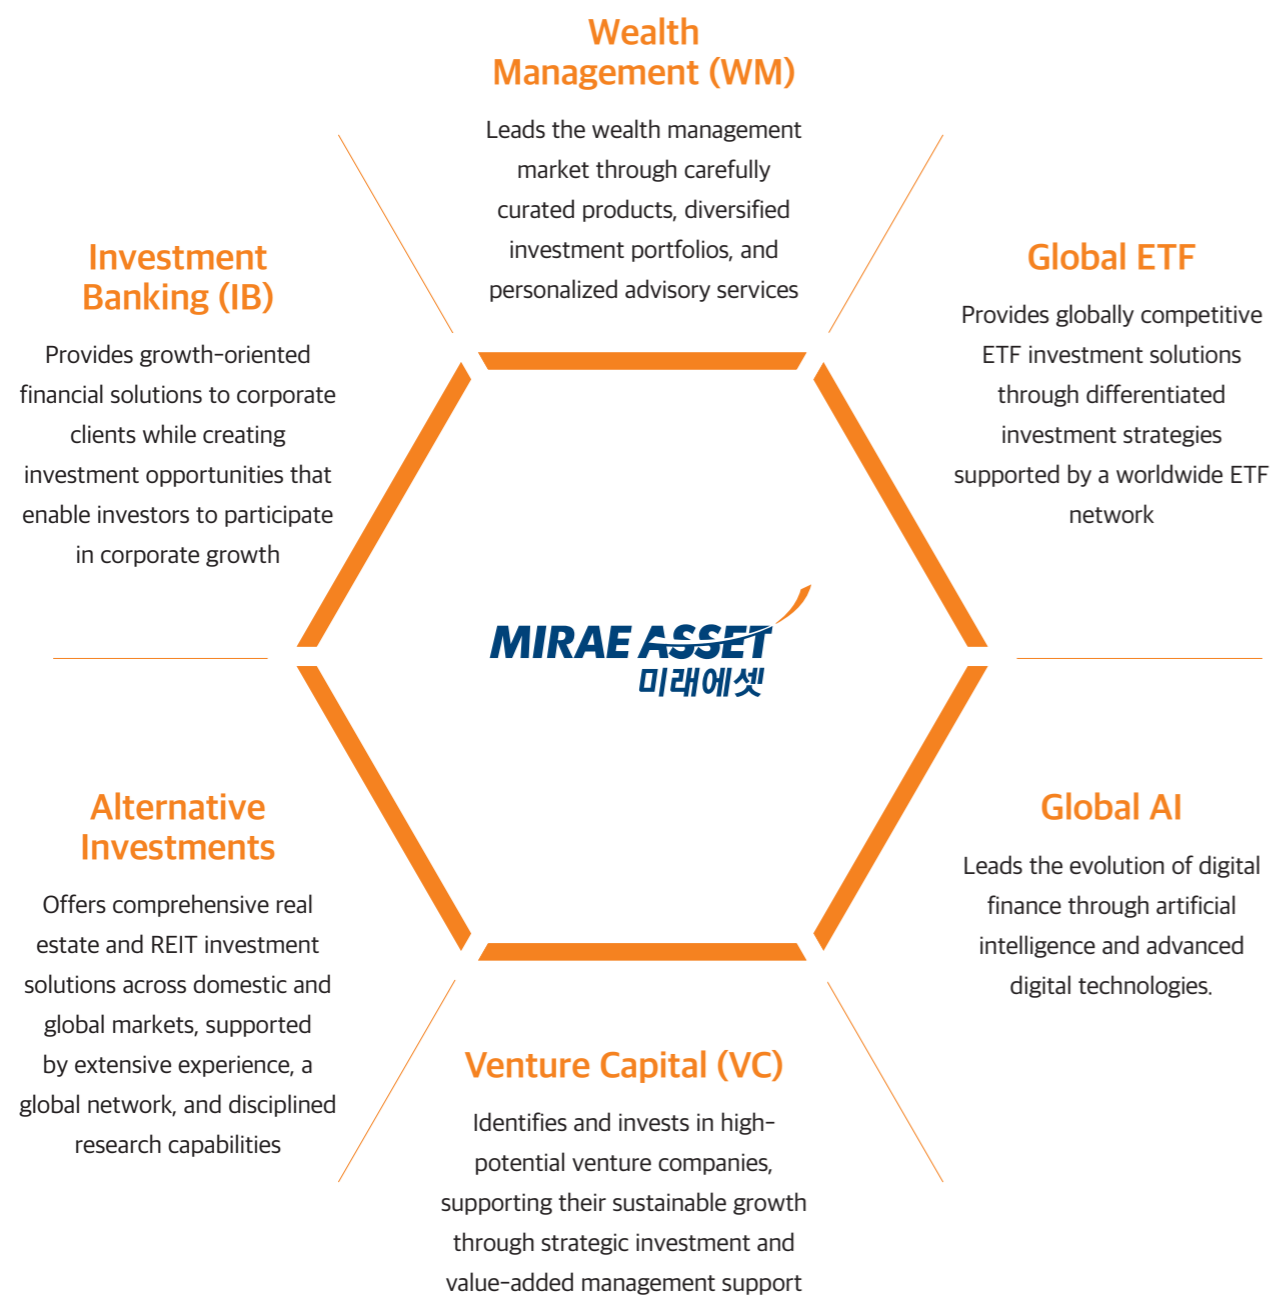 Wealth
Management (WM)
Leads the wealth management
market through carefully
curated products, diversified
investment portfolios, and
personalized advisory services
Investment
Banking (IB)
Provides growth-oriented
financial solutions to corporate
clients while creating
investment opportunities that
enable investors to participate
in corporate growth
Global ETF
Provides globally competitive
ETF investment solutions
through differentiated
investment strategies
supported by a worldwide ETF
network
MIRAE ASSET
미래에셋
Alternative
Investments
Offers comprehensive real
estate and REIT investment
solutions across domestic and
global markets, supported
by extensive experience, a
global network, and disciplined
research capabilities
Global AI
Leads the evolution of digital
finance through artificial
intelligence and advanced
digital technologies.
Venture Capital (VC)
Identifies and invests in high-
potential venture companies,
supporting their sustainable growth
through strategic investment and
value-added management support